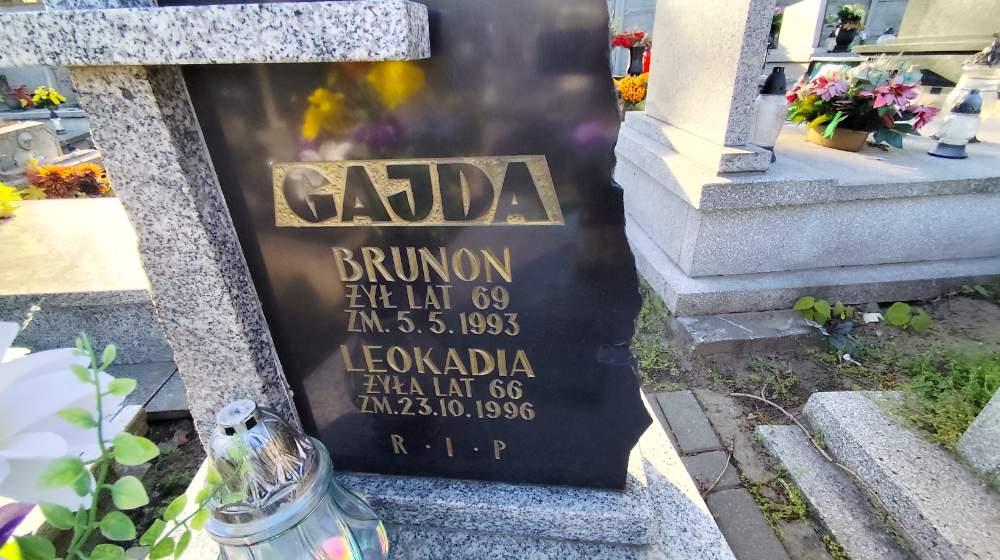 GAJDA
BRUNON
ŻYŁ LAT 69
ZM. 5. 5. 1993
LEOKADIA
ŻYŁA LAT 66
ZM. 23.10. 1996
R · I · P